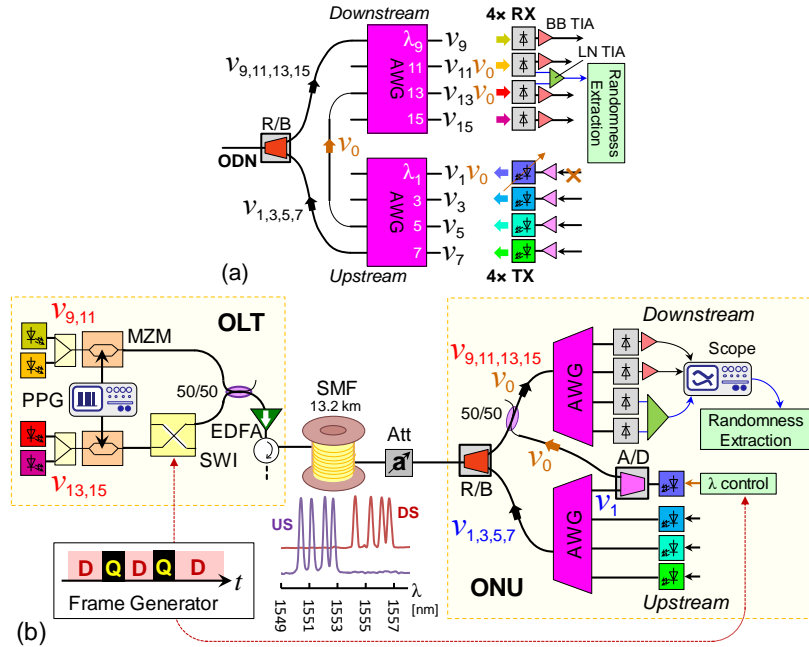 Downstream
4× RX
BB TIA
LN TIA
λ9
11
13
15
AWG
ν9
ν11 ν0
ν13 ν0
ν15
Randomness
Extraction
ν9,11,13,15
R/B
ODN
ν0
ν1,3,5,7
λ1
3
5
7
AWG
ν1 ν0
ν3
ν5
ν7
Upstream
4× TX
(a)
ν9,11
MZM
OLT
PPG
50/50
EDFA
SWI
ν13,15
SMF
13.2 km
Att
a
R/B
Downstream
ν9,11,13,15
ν0
50/50
AWG
Scope
Randomness
Extraction
A/D
ν0
ν1
λ control
ν1,3,5,7
AWG
ONU
Upstream
US
DS
λ
[nm]
1549
1551
1553
1555
1557
D Q D Q D
t
Frame Generator
(b)